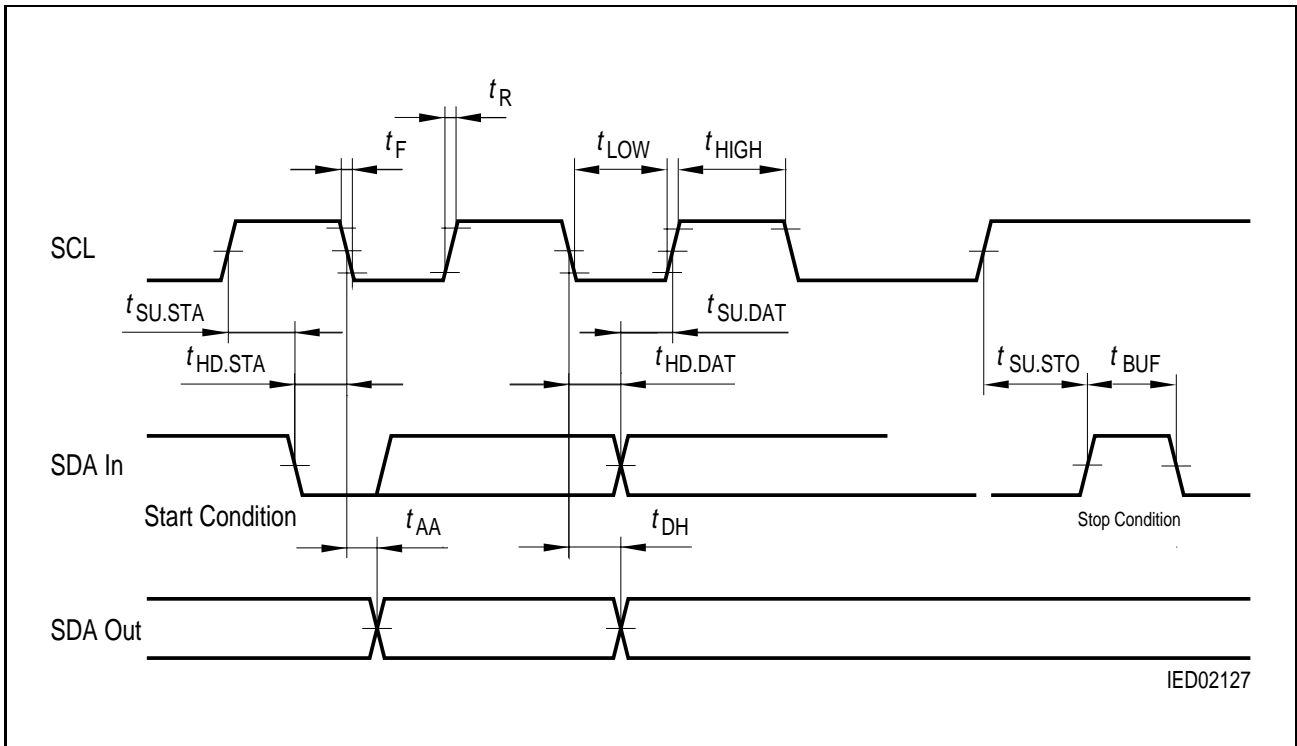 tR
tF
tLOW
tHIGH
SCL
tSU.STA
tSU.DAT
tHD.STA
tHD.DAT
tSU.STO
tBUF
SDA In
Start Condition
tAA
tDH
Stop Condition
SDA Out
IED02127